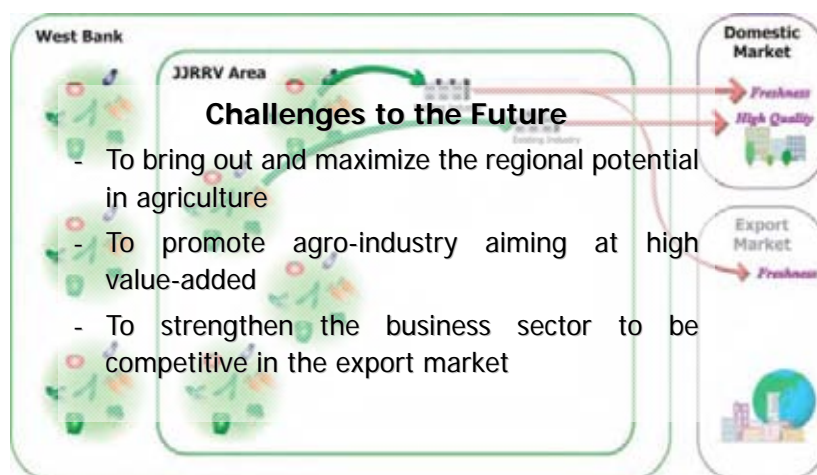 West Bank
JJRRV Area
Domestic
Market
Freshness
High Quality
Existing Industry
Challenges to the Future
- To bring out and maximize the regional potential
in agriculture
- To promote agro-industry aiming at high
value-added
- To strengthen the business sector to be
competitive in the export market
Export
Market
Freshness